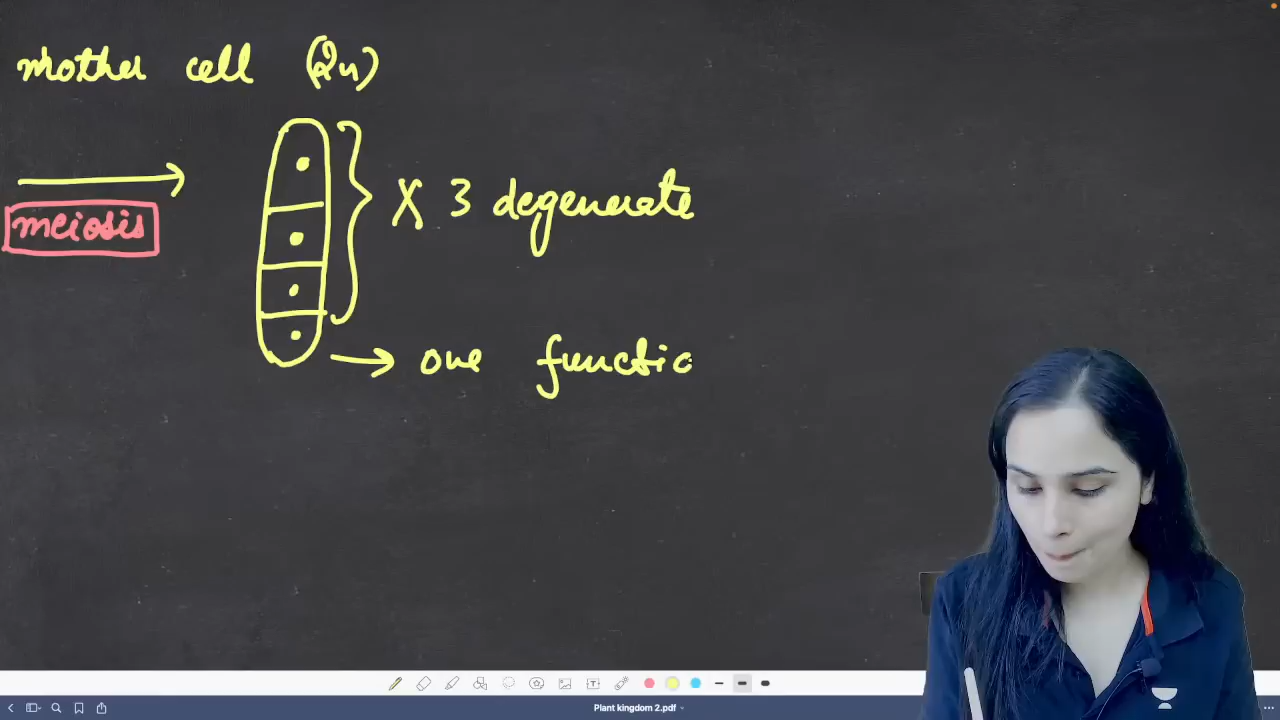 mother cell (2n)
meiosis
X 3 degenerate
one functio
Plant kingdom 2.pdf